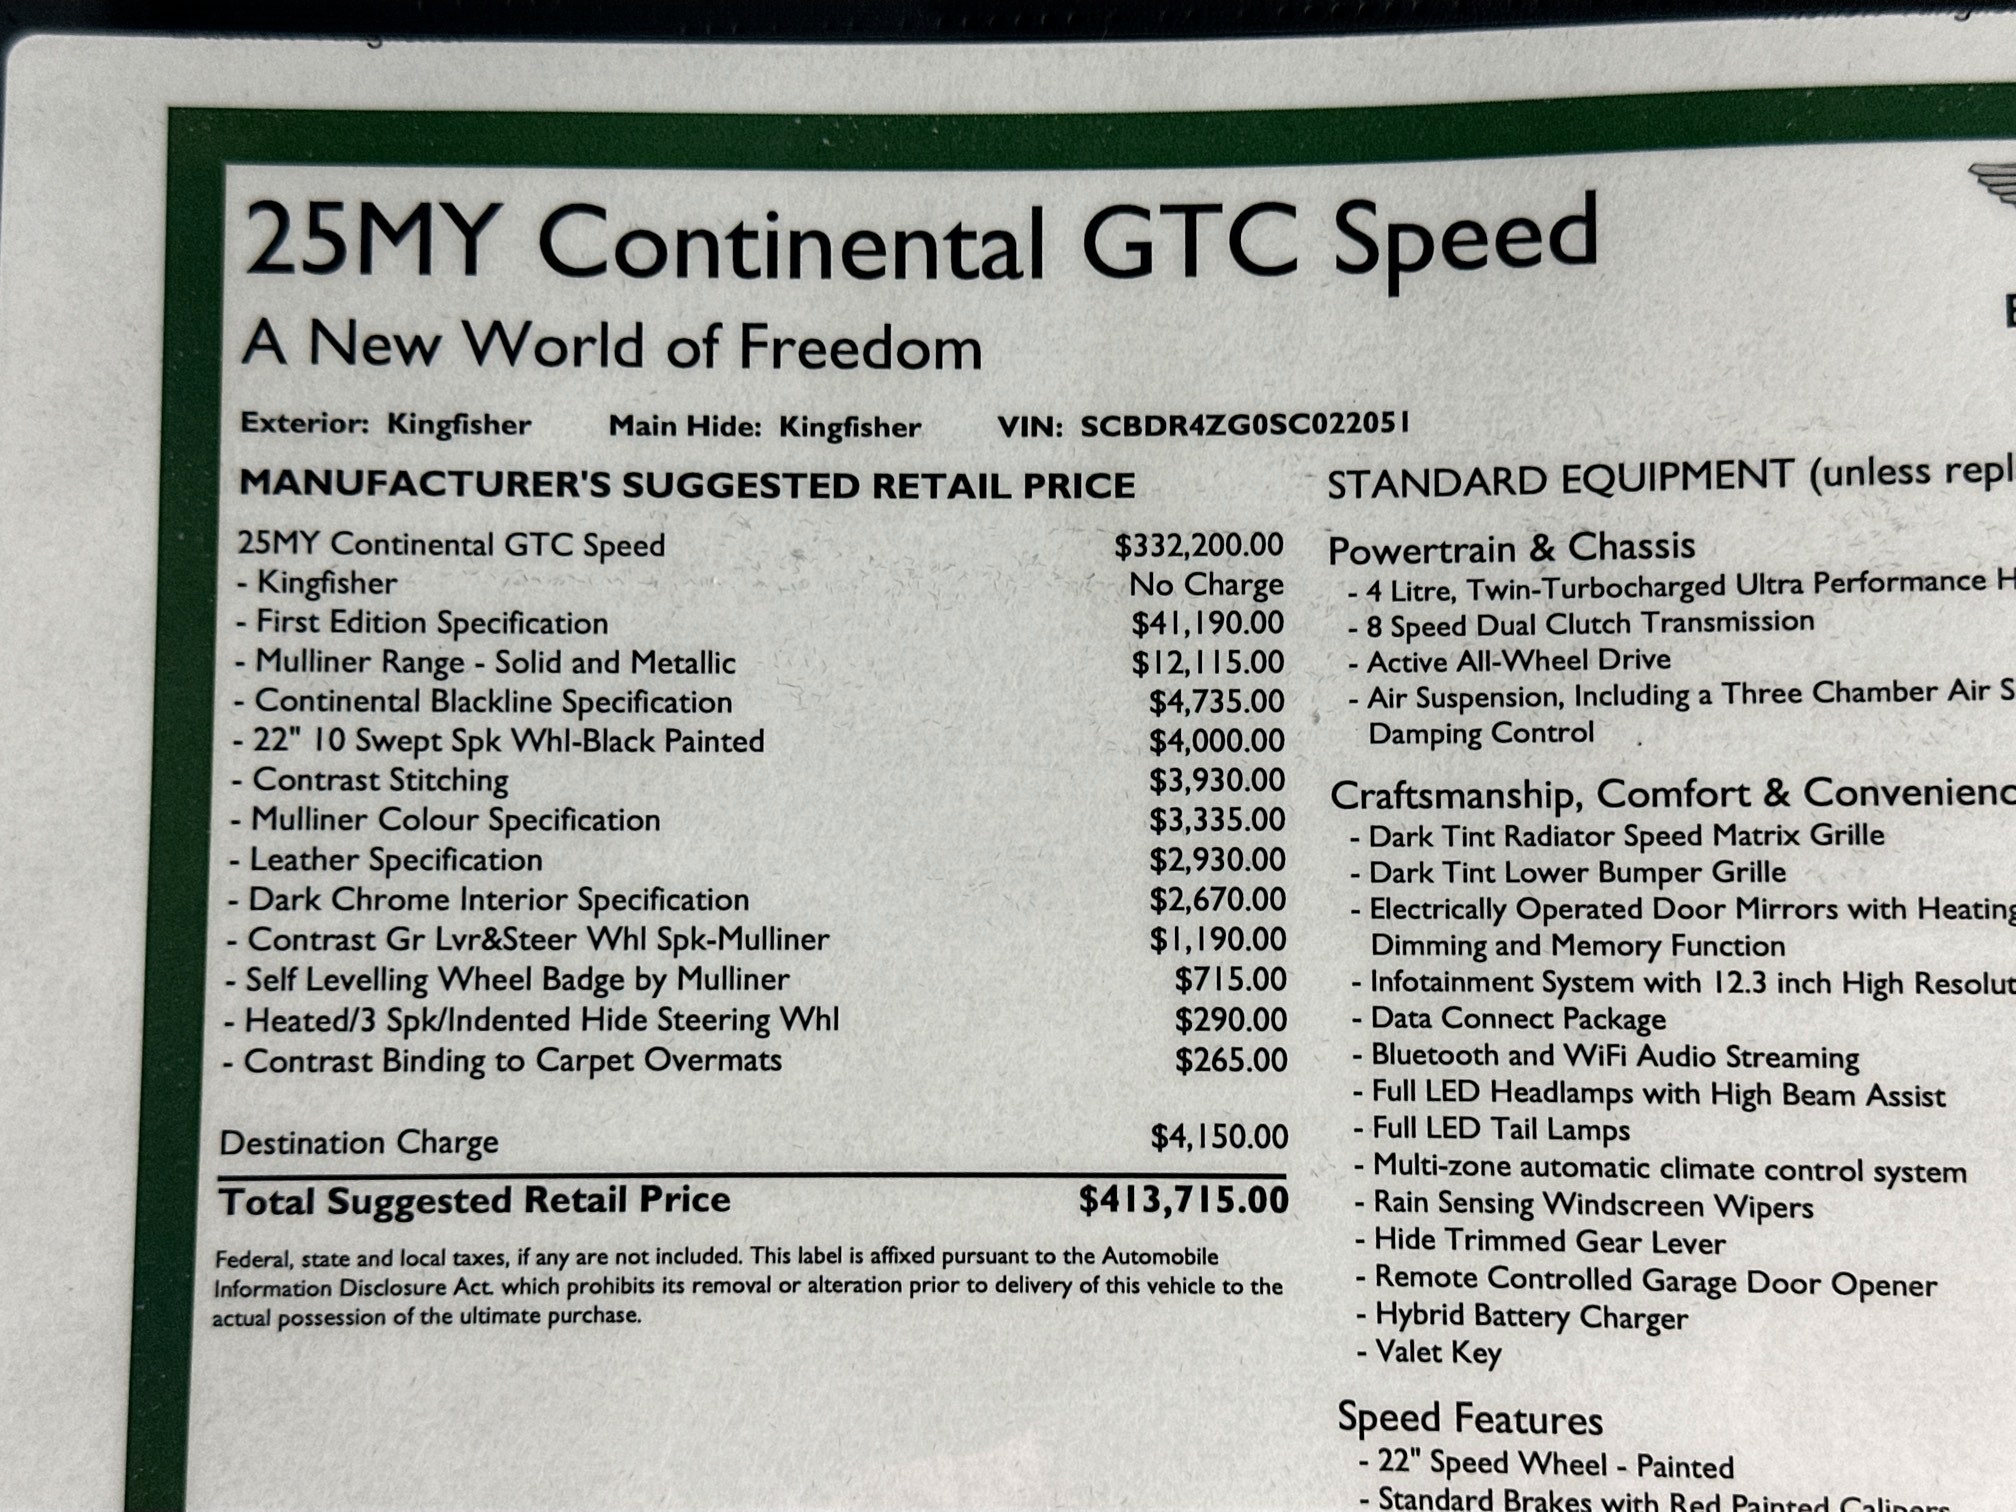 25MY Continental GTC Speed
A New World of Freedom
Exterior: Kingfisher Main Hide: Kingfisher VIN: SCBDR4ZG0SC022051
MANUFACTURER'S SUGGESTED RETAIL PRICE
25MY Continental GTC Speed $332,200.00
- Kingfisher No Charge
- First Edition Specification $41,190.00
- Mulliner Range - Solid and Metallic $12,115.00
- Continental Blackline Specification $4,735.00
- 22" 10 Swept Spk Whl-Black Painted $4,000.00
- Contrast Stitching $3,930.00
- Mulliner Colour Specification $3,335.00
- Leather Specification $2,930.00
- Dark Chrome Interior Specification $2,670.00
- Contrast Gr Lvr&Steer Whl Spk-Mulliner $1,190.00
- Self Levelling Wheel Badge by Mulliner $715.00
- Heated/3 Spk/Indented Hide Steering Whl $290.00
- Contrast Binding to Carpet Overmats $265.00
Destination Charge $4,150.00
Total Suggested Retail Price $413,715.00
Federal, state and local taxes, if any are not included. This label is affixed pursuant to the Automobile
Information Disclosure Act. which prohibits its removal or alteration prior to delivery of this vehicle to the
actual possession of the ultimate purchase.
STANDARD EQUIPMENT (unless repl
Powertrain & Chassis
- 4 Litre, Twin-Turbocharged Ultra Performance H
- 8 Speed Dual Clutch Transmission
- Active All-Wheel Drive
- Air Suspension, Including a Three Chamber Air S
Damping Control
Craftsmanship, Comfort & Convenienc
- Dark Tint Radiator Speed Matrix Grille
- Dark Tint Lower Bumper Grille
- Electrically Operated Door Mirrors with Heating
Dimming and Memory Function
- Infotainment System with 12.3 inch High Resolut
- Data Connect Package
- Bluetooth and WiFi Audio Streaming
- Full LED Headlamps with High Beam Assist
- Full LED Tail Lamps
- Multi-zone automatic climate control system
- Rain Sensing Windscreen Wipers
- Hide Trimmed Gear Lever
- Remote Controlled Garage Door Opener
- Hybrid Battery Charger
- Valet Key
Speed Features
- 22" Speed Wheel - Painted
- Standard Brakes with Red Painted Calipers